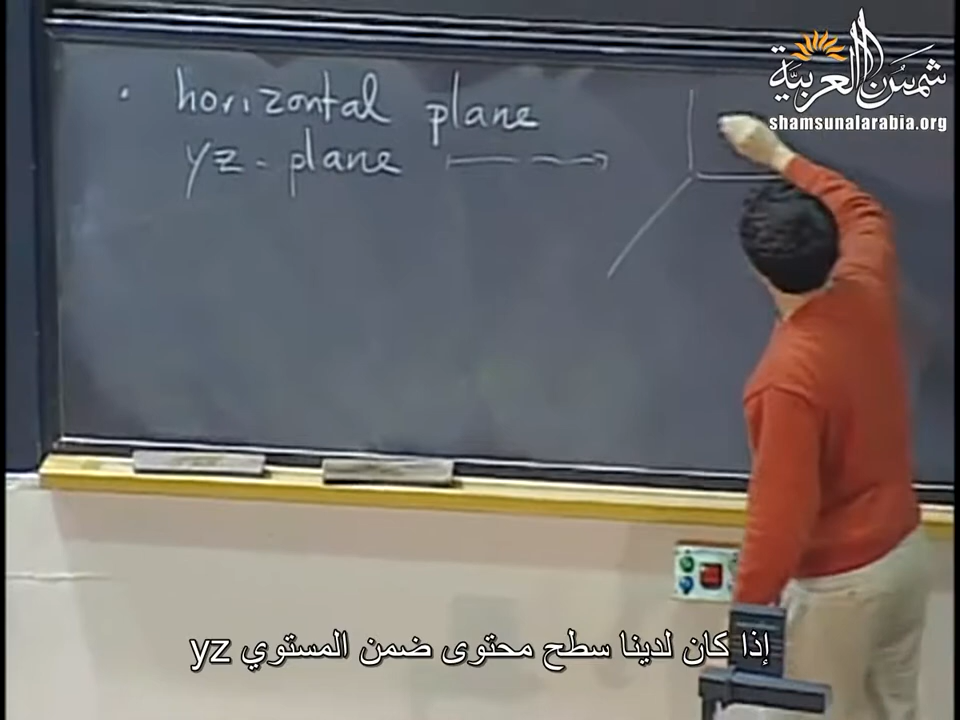 شمس العربية
shamsunalarabia.org
• horizontal plane
yz-plane
إذا كان لدينا سطح محتوى ضمن المستوي yz